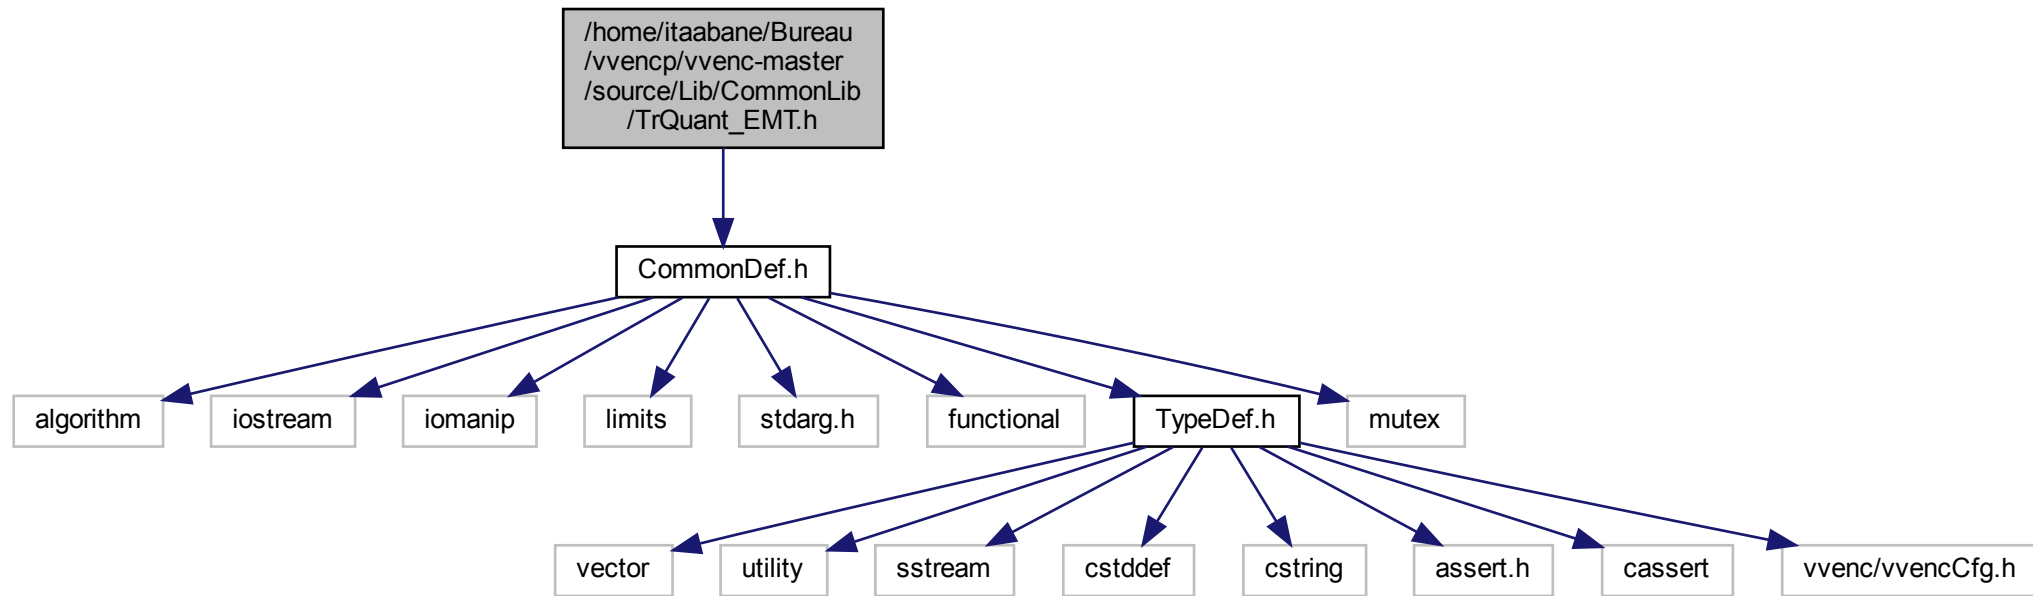 /home/itaabane/Bureau
/vvencp/vvenc-master
/source/Lib/CommonLib
/TrQuant_EMT.h
CommonDef.h
algorithm
iostream
iomanip
limits
stdarg.h
functional
TypeDef.h
mutex
vector
utility
sstream
cstddef
cstring
assert.h
cassert
vvenc/vvencCfg.h